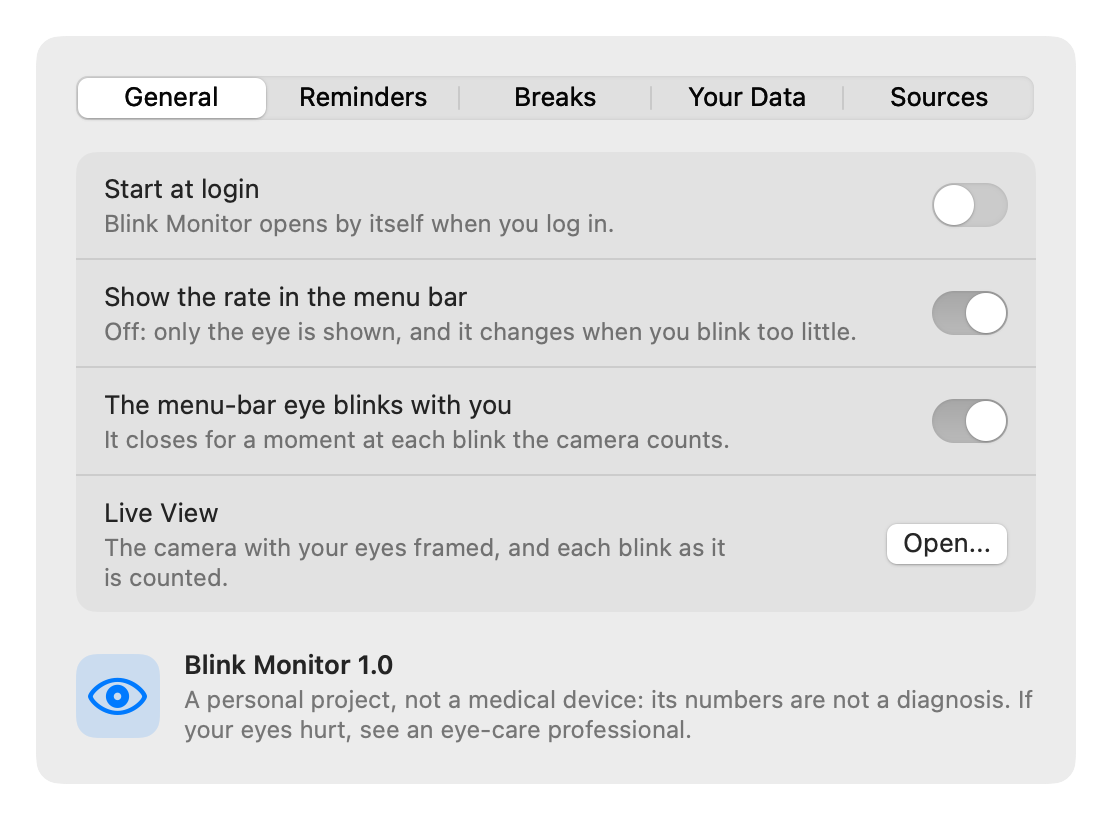 General
Reminders
Breaks
Your Data
Sources
Start at login
Blink Monitor opens by itself when you log in.
Show the rate in the menu bar
Off: only the eye is shown, and it changes when you blink too little.
The menu-bar eye blinks with you
It closes for a moment at each blink the camera counts.
Live View
The camera with your eyes framed, and each blink as it
is counted.
Open...
Blink Monitor 1.0
A personal project, not a medical device: its numbers are not a diagnosis. If
your eyes hurt, see an eye-care professional.